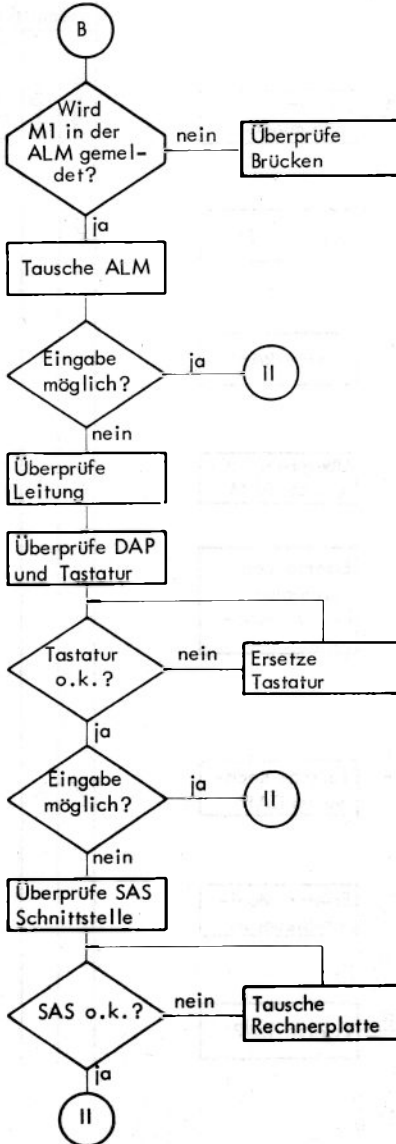 B
Wird
M1 in der
ALM gemel-
det?
nein
Überprüfe
Brücken
ja
Tausche ALM
Eingabe
möglich?
ja
II
nein
Überprüfe
Leitung
Überprüfe DAP
und Tastatur
Tastatur
o.k.?
nein
Ersetze
Tastatur
ja
Eingabe
möglich?
ja
II
nein
Überprüfe SAS
Schnittstelle
SAS o.k.?
nein
Tausche
Rechnerplatte
ja
II